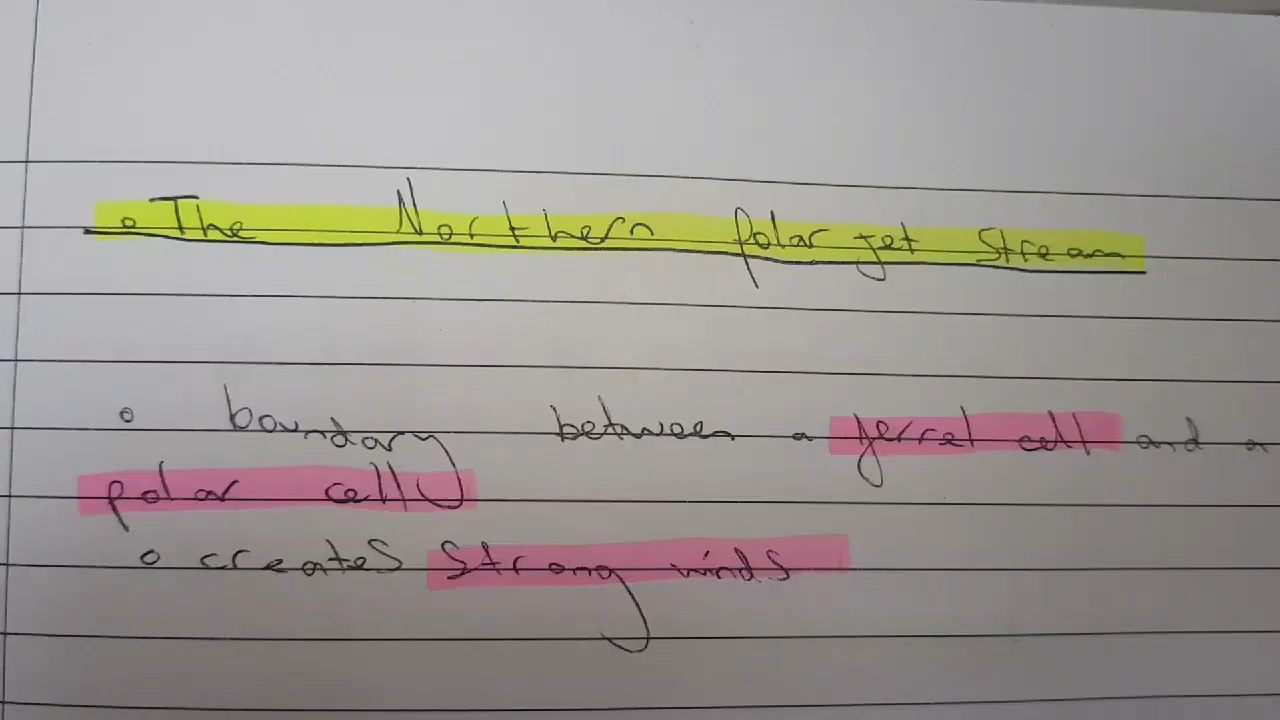 ° The Northern polar jet Stream
° boundary between a ferrel cell and a
polar cell
° creates strong winds